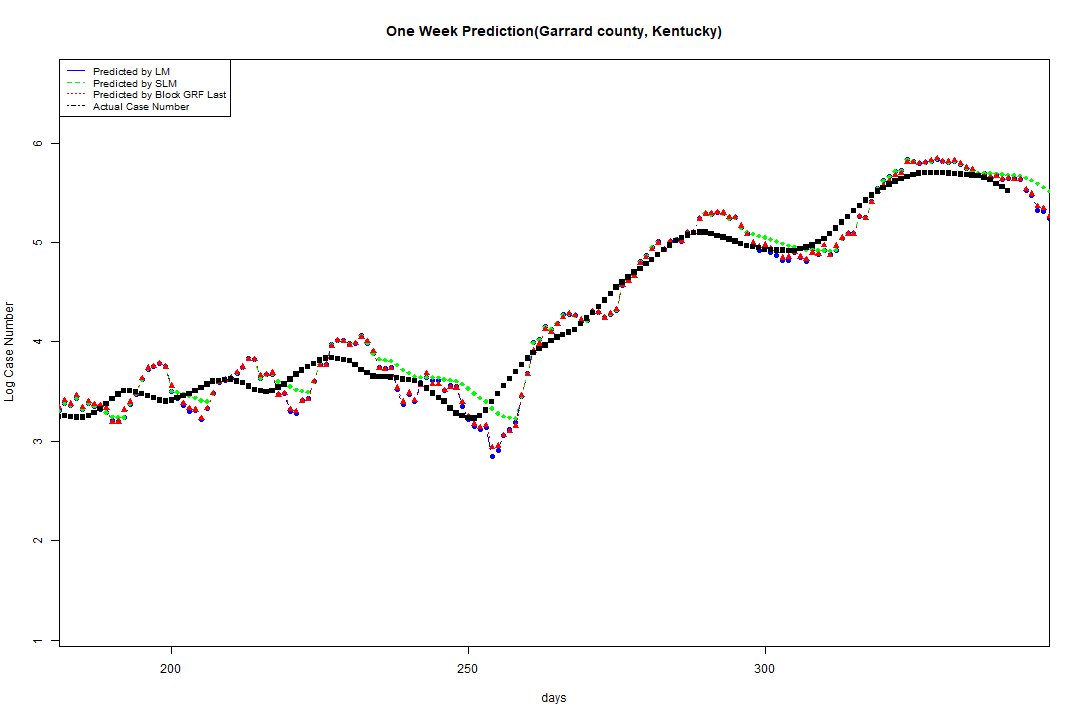 One Week Prediction(Garrard county, Kentucky)
Predicted by LM
Predicted by SLM
Predicted by Block GRF Last
Actual Case Number
6
5
4
3
2
1
Log Case Number
200 250 300
days